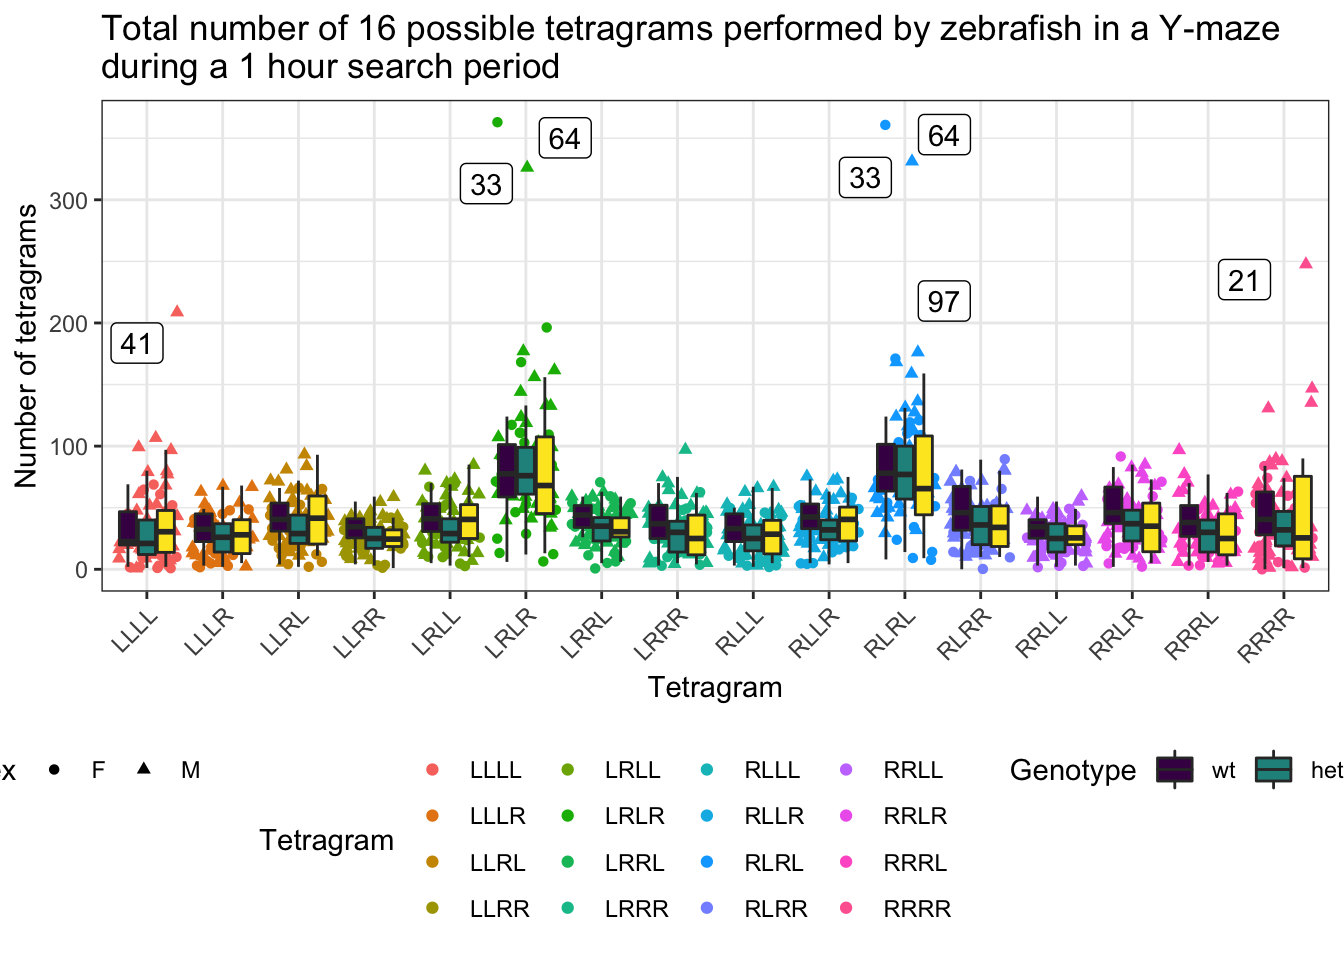 Total number of 16 possible tetragrams performed by zebrafish in a Y-maze
during a 1 hour search period
Number of tetragrams
300
200
100
0
41
33
64
33
64
97
21
LLLL
LLLR
LLRL
LLRR
LRLL
LRLR
LRRL
LRRR
RLLL
RLLR
RLRL
RLRR
RRLL
RRLR
RRRL
RRRR
Tetragram
ex F M
Tetragram
LLLL LRLL RLLL RRLL
LLLR LRLR RLLR RRLR
LLRL LRRL RLRL RRRL
LLRR LRRR RLRR RRRR
Genotype wt het